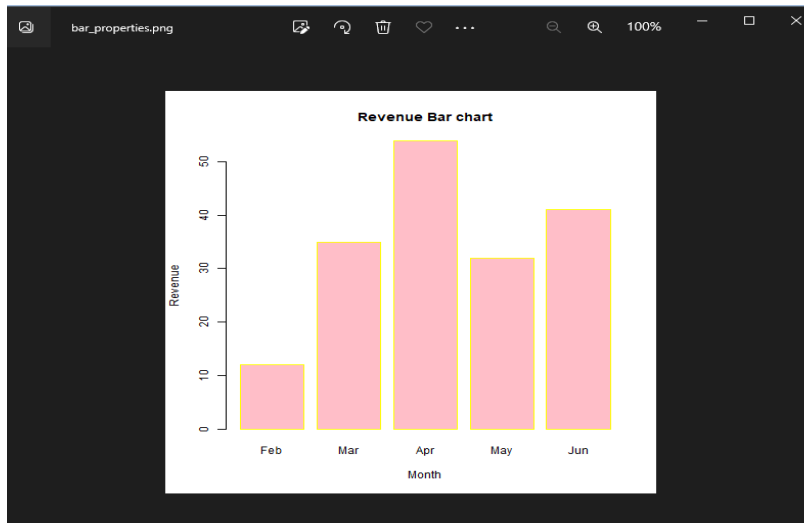 bar_properties.png
100%
Revenue Bar chart
Revenue
50
40
30
20
10
0
Feb Mar Apr May Jun
Month